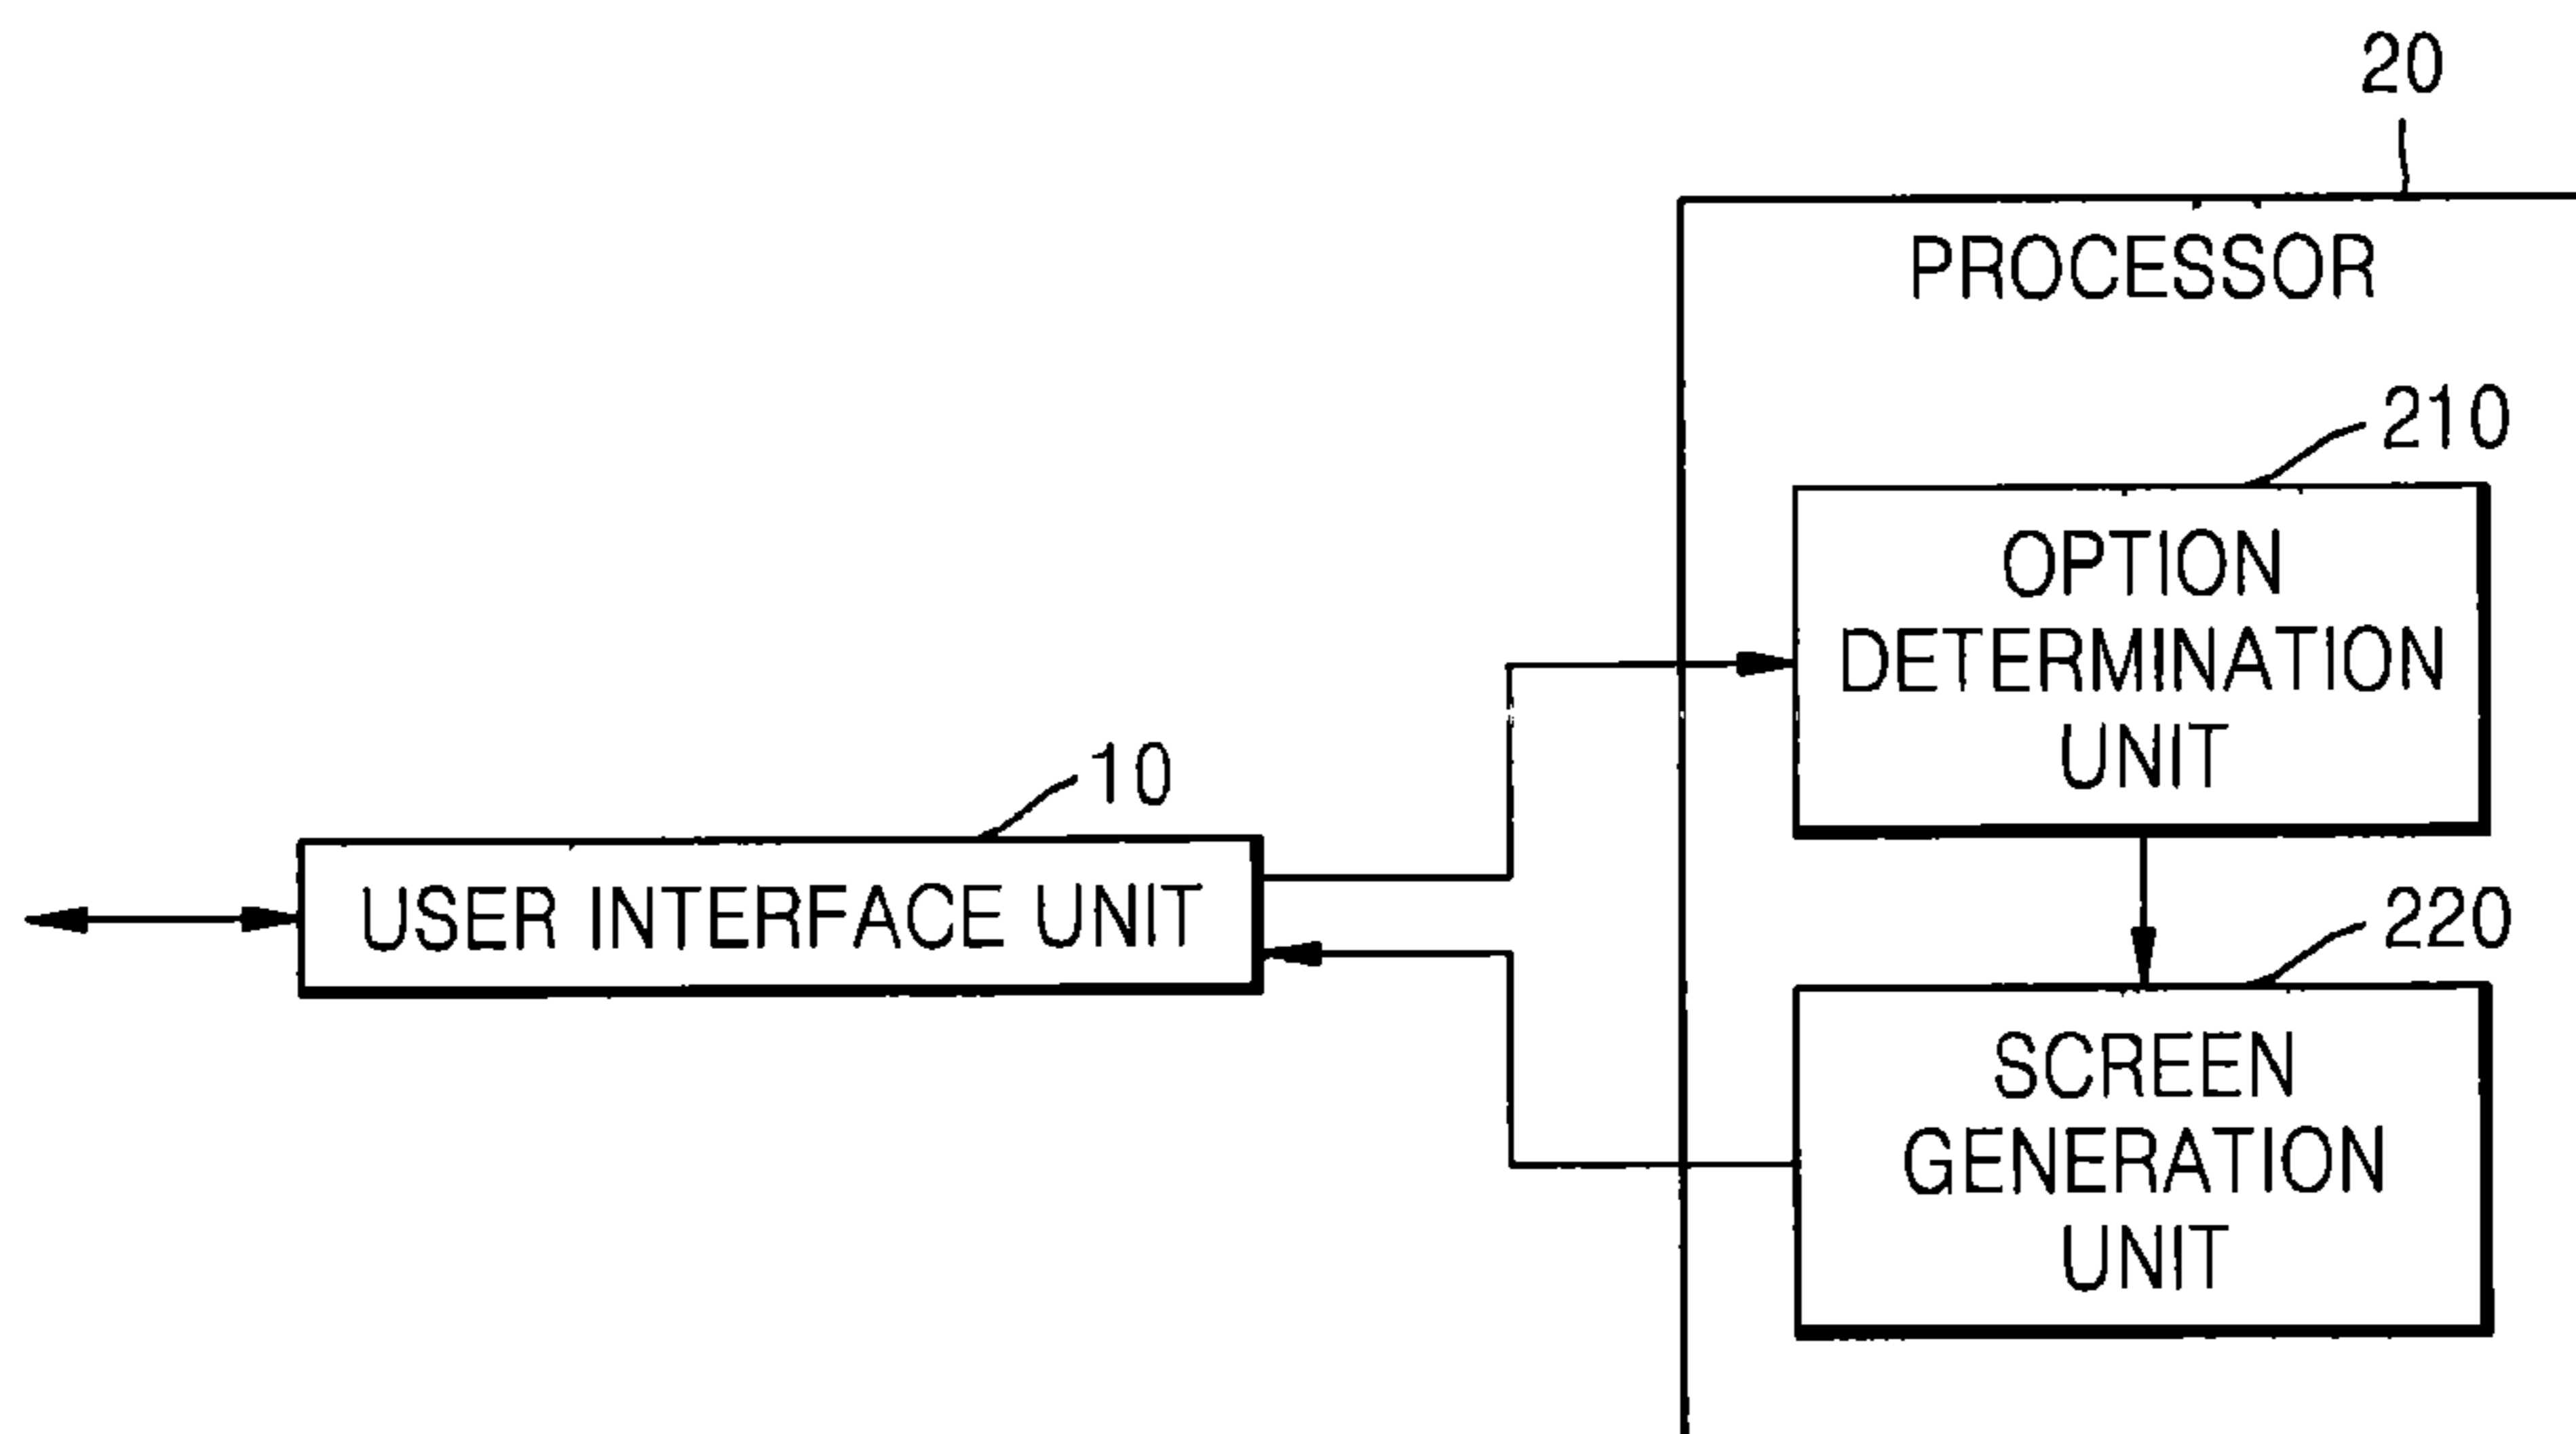 20
PROCESSOR
210
OPTION
DETERMINATION
UNIT
10
USER INTERFACE UNIT
220
SCREEN
GENERATION
UNIT